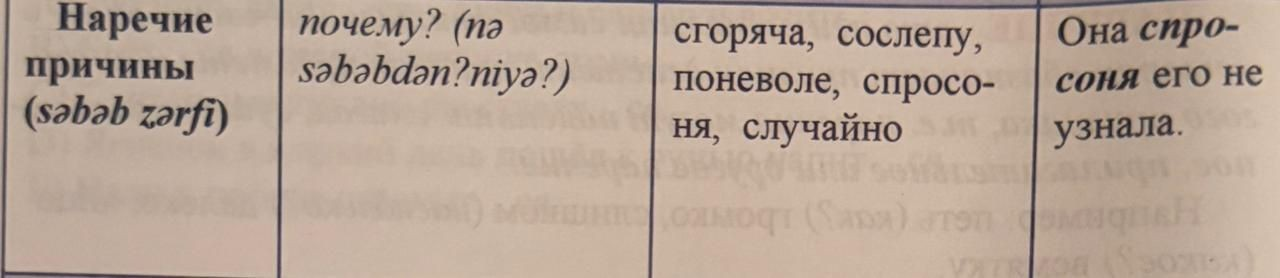 Наречие
причины
(səbəb zərfi)
почему? (nə
səbəbdən?niyə?)
сгоряча, сослепу,
поневоле, спросо-
ня, случайно
Она спро-
соня его не
узнала.